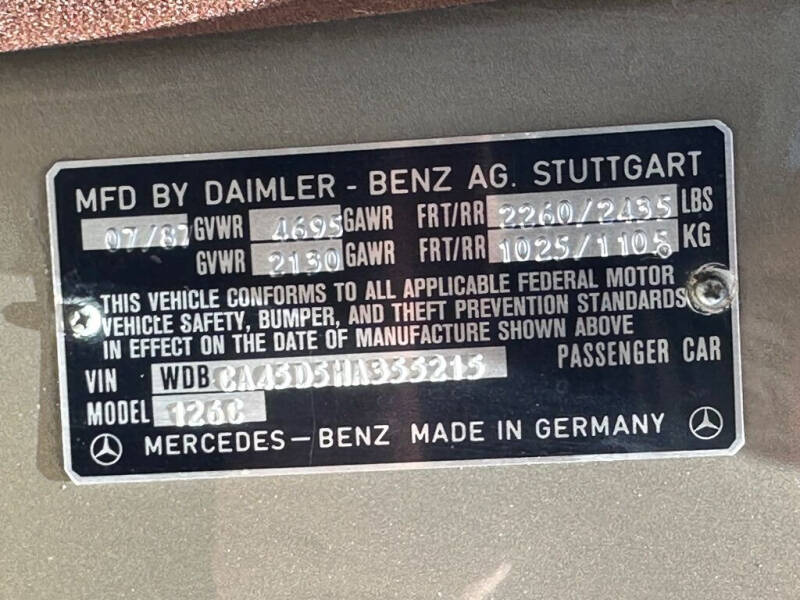 MFD BY DAIMLER - BENZ AG. STUTTGART
07/87 GVWR 4695 GAWR FRT/RR 2260/2435 LBS
GVWR 2130 GAWR FRT/RR 1025/1105 KG
THIS VEHICLE CONFORMS TO ALL APPLICABLE FEDERAL MOTOR
VEHICLE SAFETY, BUMPER, AND THEFT PREVENTION STANDARDS
IN EFFECT ON THE DATE OF MANUFACTURE SHOWN ABOVE
PASSENGER CAR
VIN WDB CA45D5HA355215
MODEL 126C
MERCEDES-BENZ MADE IN GERMANY